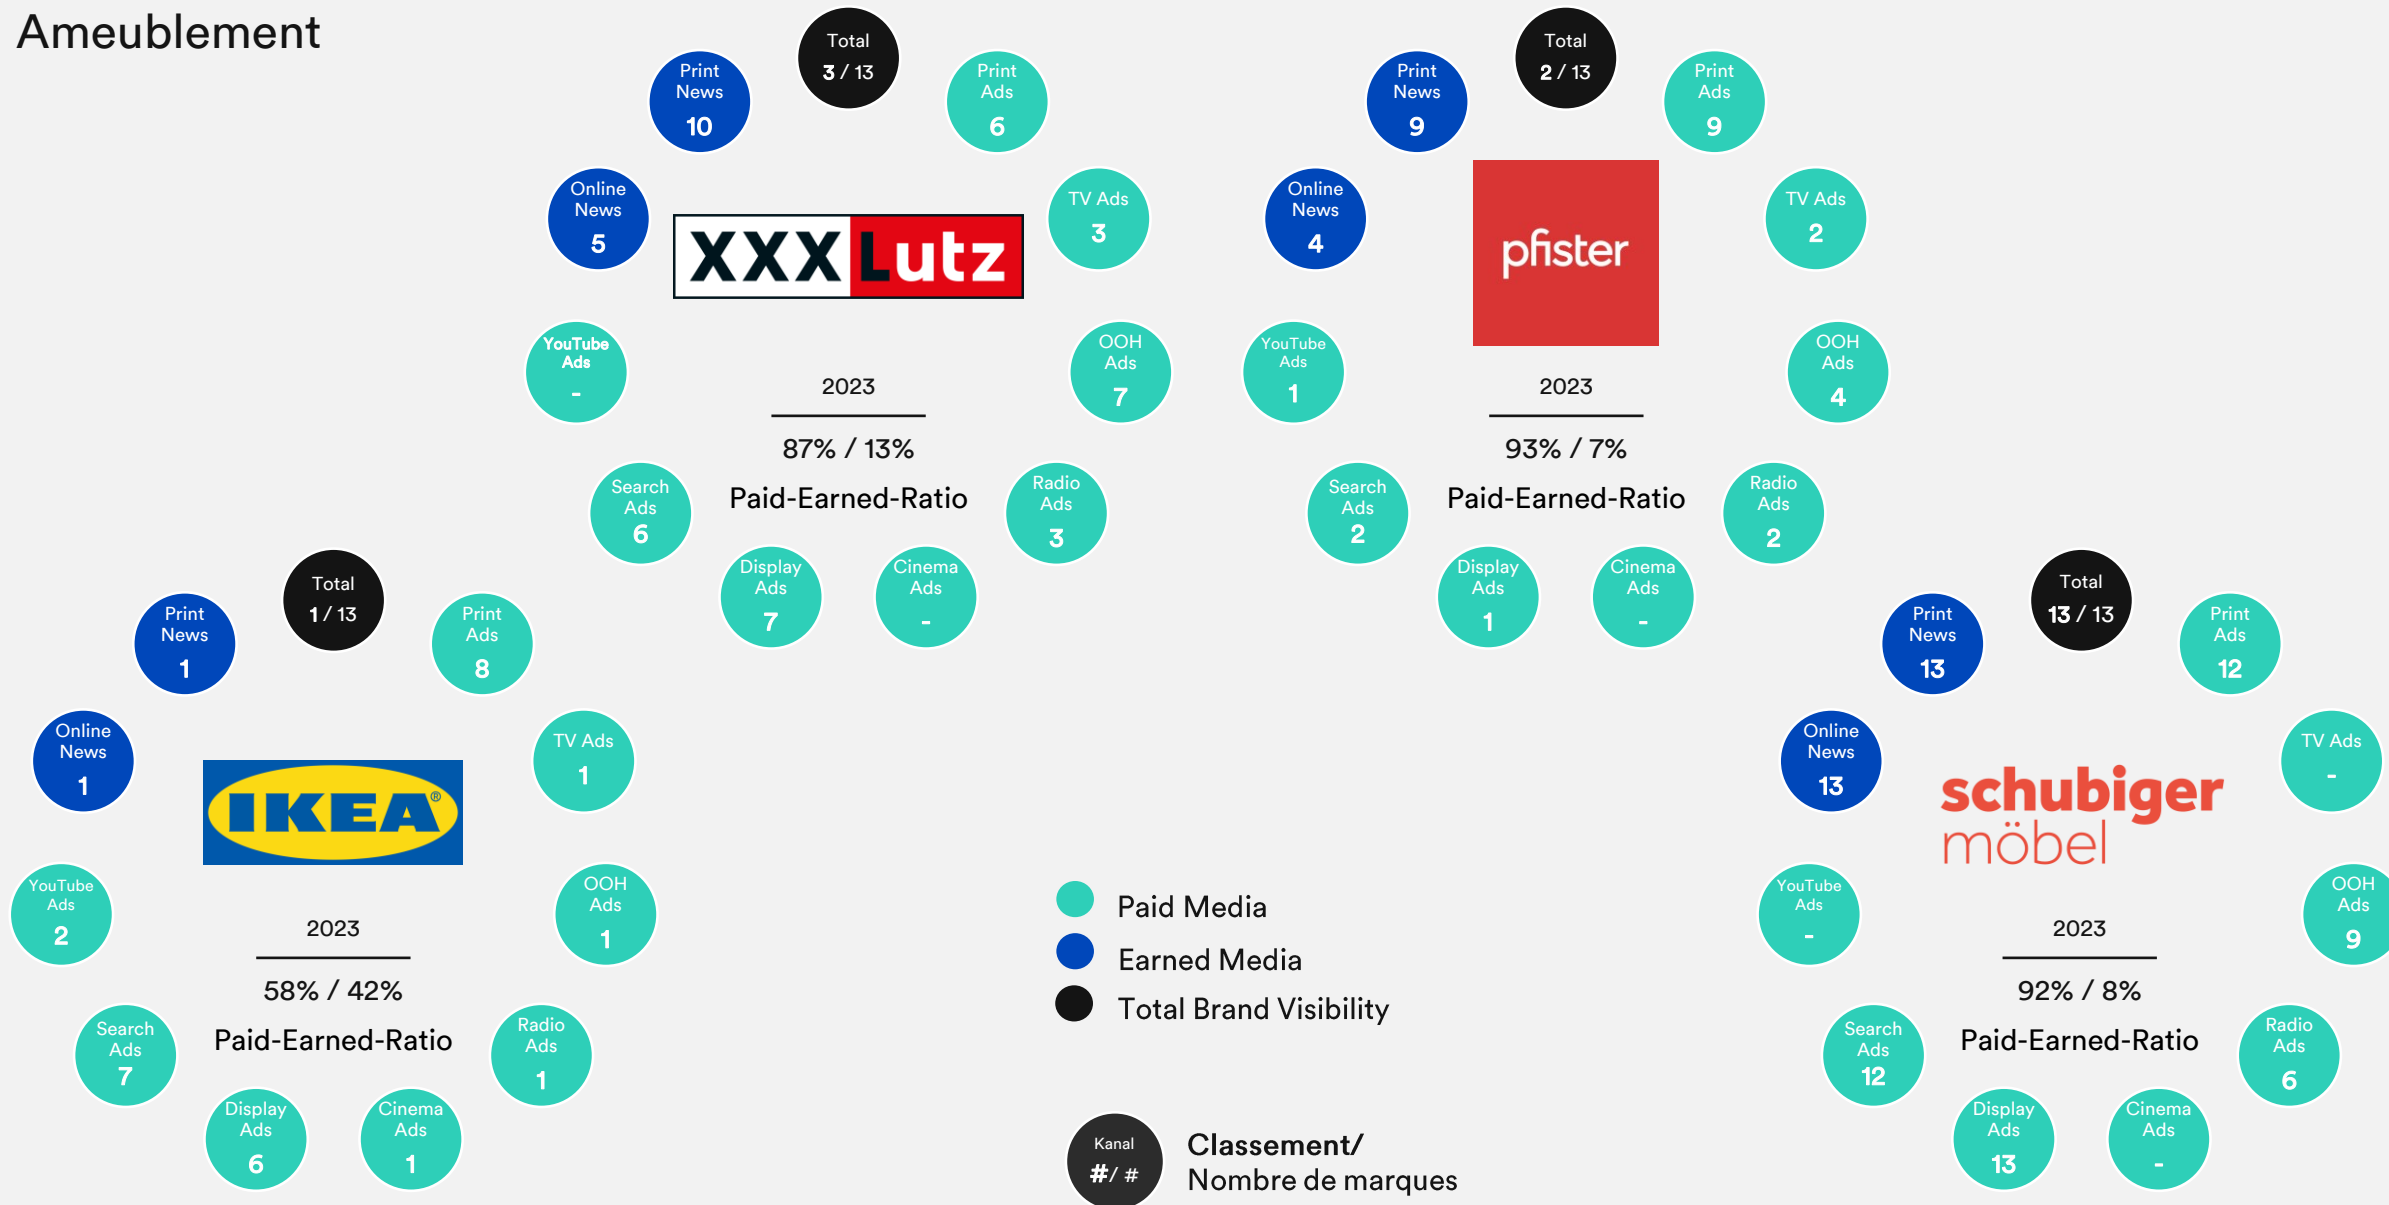 Ameublement
Total
3 / 13
Print
News
10
Print
Ads
6
Online
News
5
TV Ads
3
XXXLutz
YouTube
Ads
-
OOH
Ads
7
2023
87% / 13%
Paid-Earned-Ratio
Search
Ads
6
Radio
Ads
3
Display
Ads
7
Cinema
Ads
-
Total
2 / 13
Print
News
9
Print
Ads
9
Online
News
4
TV Ads
2
pfister
YouTube
Ads
1
OOH
Ads
4
2023
93% / 7%
Paid-Earned-Ratio
Search
Ads
2
Radio
Ads
2
Display
Ads
1
Cinema
Ads
-
Total
1 / 13
Print
News
1
Print
Ads
8
Online
News
1
TV Ads
1
IKEA®
YouTube
Ads
2
OOH
Ads
1
2023
58% / 42%
Paid-Earned-Ratio
Search
Ads
7
Radio
Ads
1
Display
Ads
6
Cinema
Ads
1
Paid Media
Earned Media
Total Brand Visibility
Kanal
#/ #
Classement/
Nombre de marques
Total
13 / 13
Print
News
13
Print
Ads
12
Online
News
13
TV Ads
-
schubiger
möbel
YouTube
Ads
-
OOH
Ads
9
2023
92% / 8%
Paid-Earned-Ratio
Search
Ads
12
Radio
Ads
6
Display
Ads
13
Cinema
Ads
-